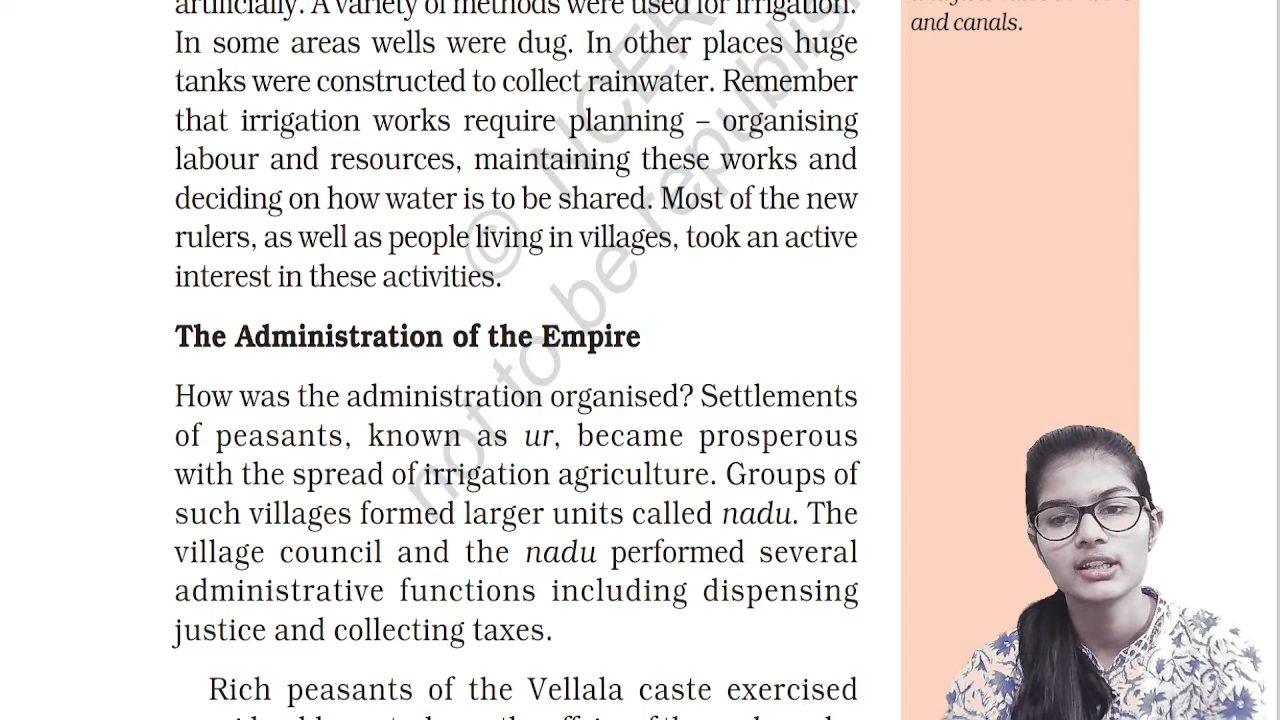 artificially. A variety of methods were used for irrigation.
In some areas wells were dug. In other places huge
tanks were constructed to collect rainwater. Remember
that irrigation works require planning – organising
labour and resources, maintaining these works and
deciding on how water is to be shared. Most of the new
rulers, as well as people living in villages, took an active
interest in these activities.
The Administration of the Empire
How was the administration organised? Settlements
of peasants, known as ur, became prosperous
with the spread of irrigation agriculture. Groups of
such villages formed larger units called nadu. The
village council and the nadu performed several
administrative functions including dispensing
justice and collecting taxes.
Rich peasants of the Vellala caste exercised
and canals.
© NCER
not to be republish